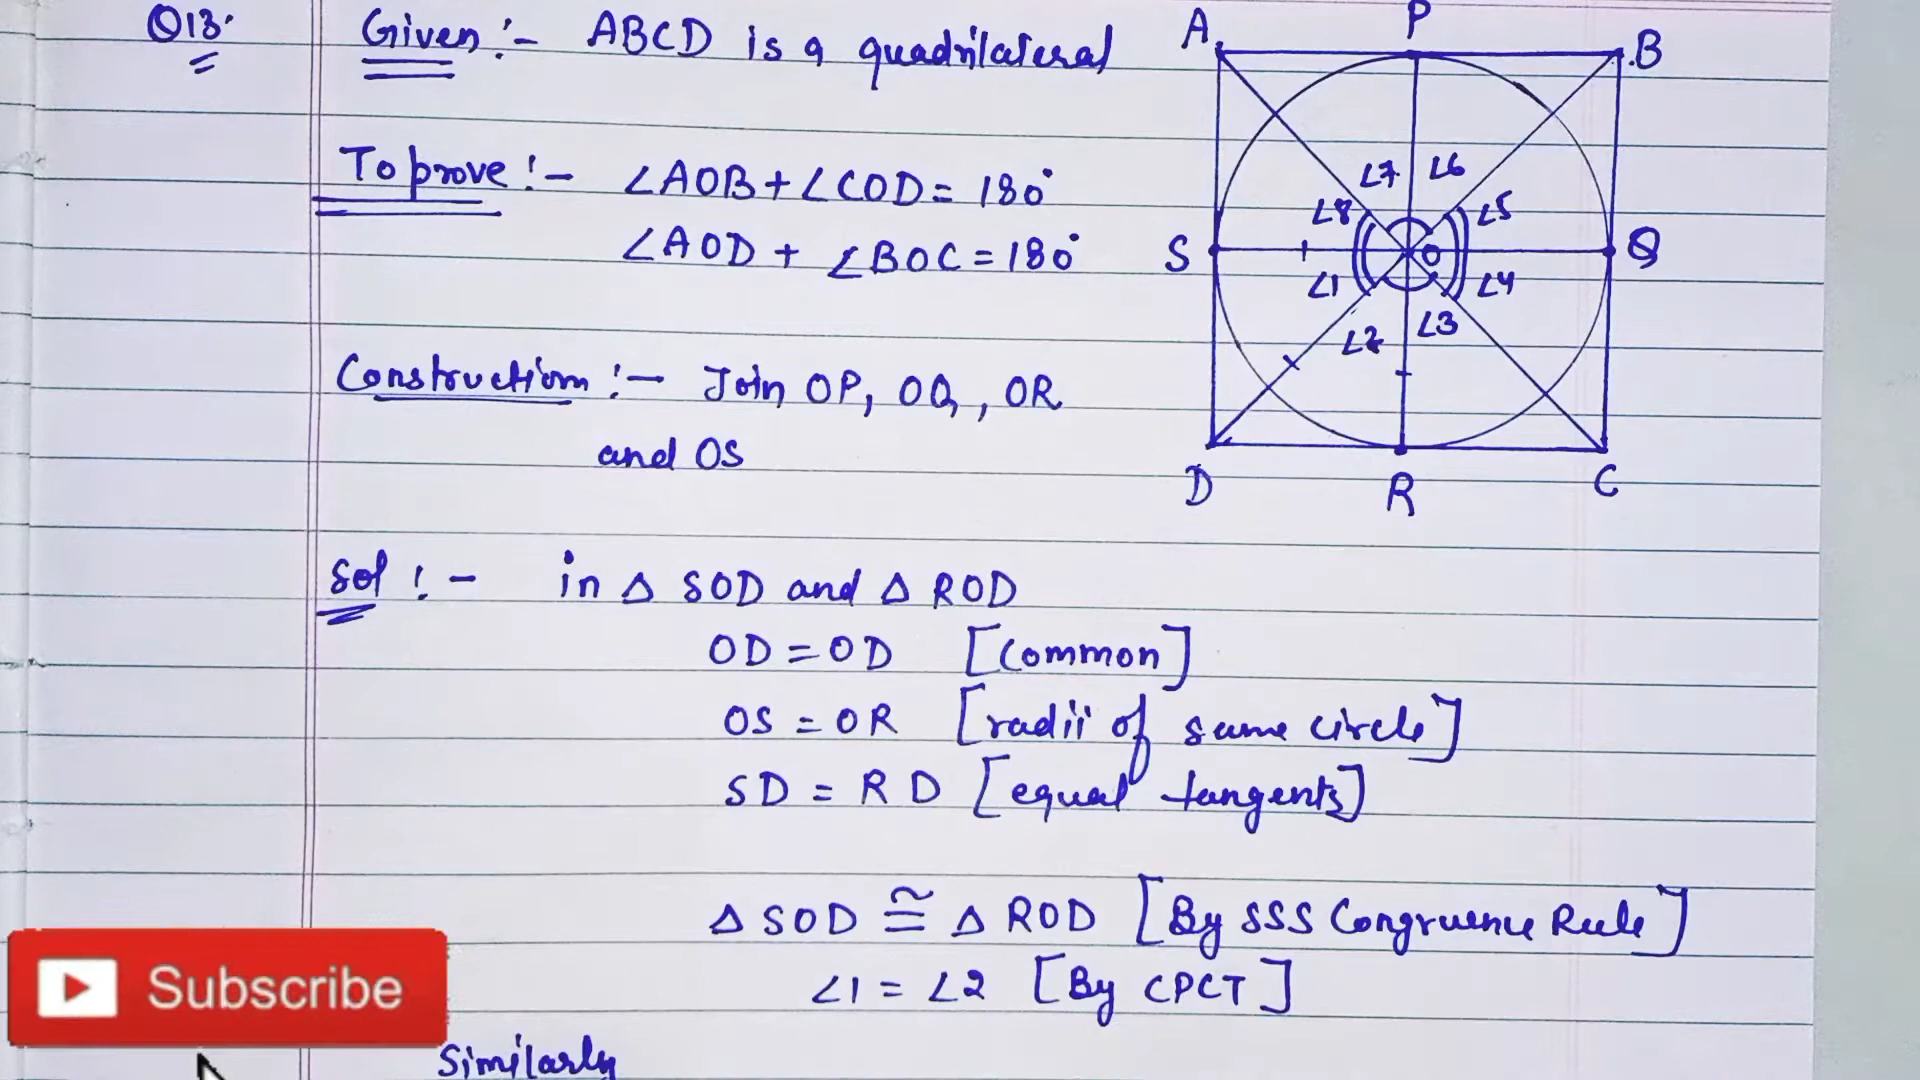 Q13.
Given :- ABCD is a quadrilateral
To prove :- ∠AOB + ∠COD = 180°
∠AOD + ∠BOC = 180°
Construction :- Join OP, OQ, OR
and OS
A P B
∠7 ∠6
∠8 ∠5
S O Q
∠1 ∠4
∠2 ∠3
D R C
Sol :- in △ SOD and △ ROD
OD = OD [Common]
OS = OR [radii of same circle]
SD = RD [equal tangents]
△ SOD ≅ △ ROD [By SSS Congruence Rule]
∠1 = ∠2 [By CPCT]
Similarly
Subscribe